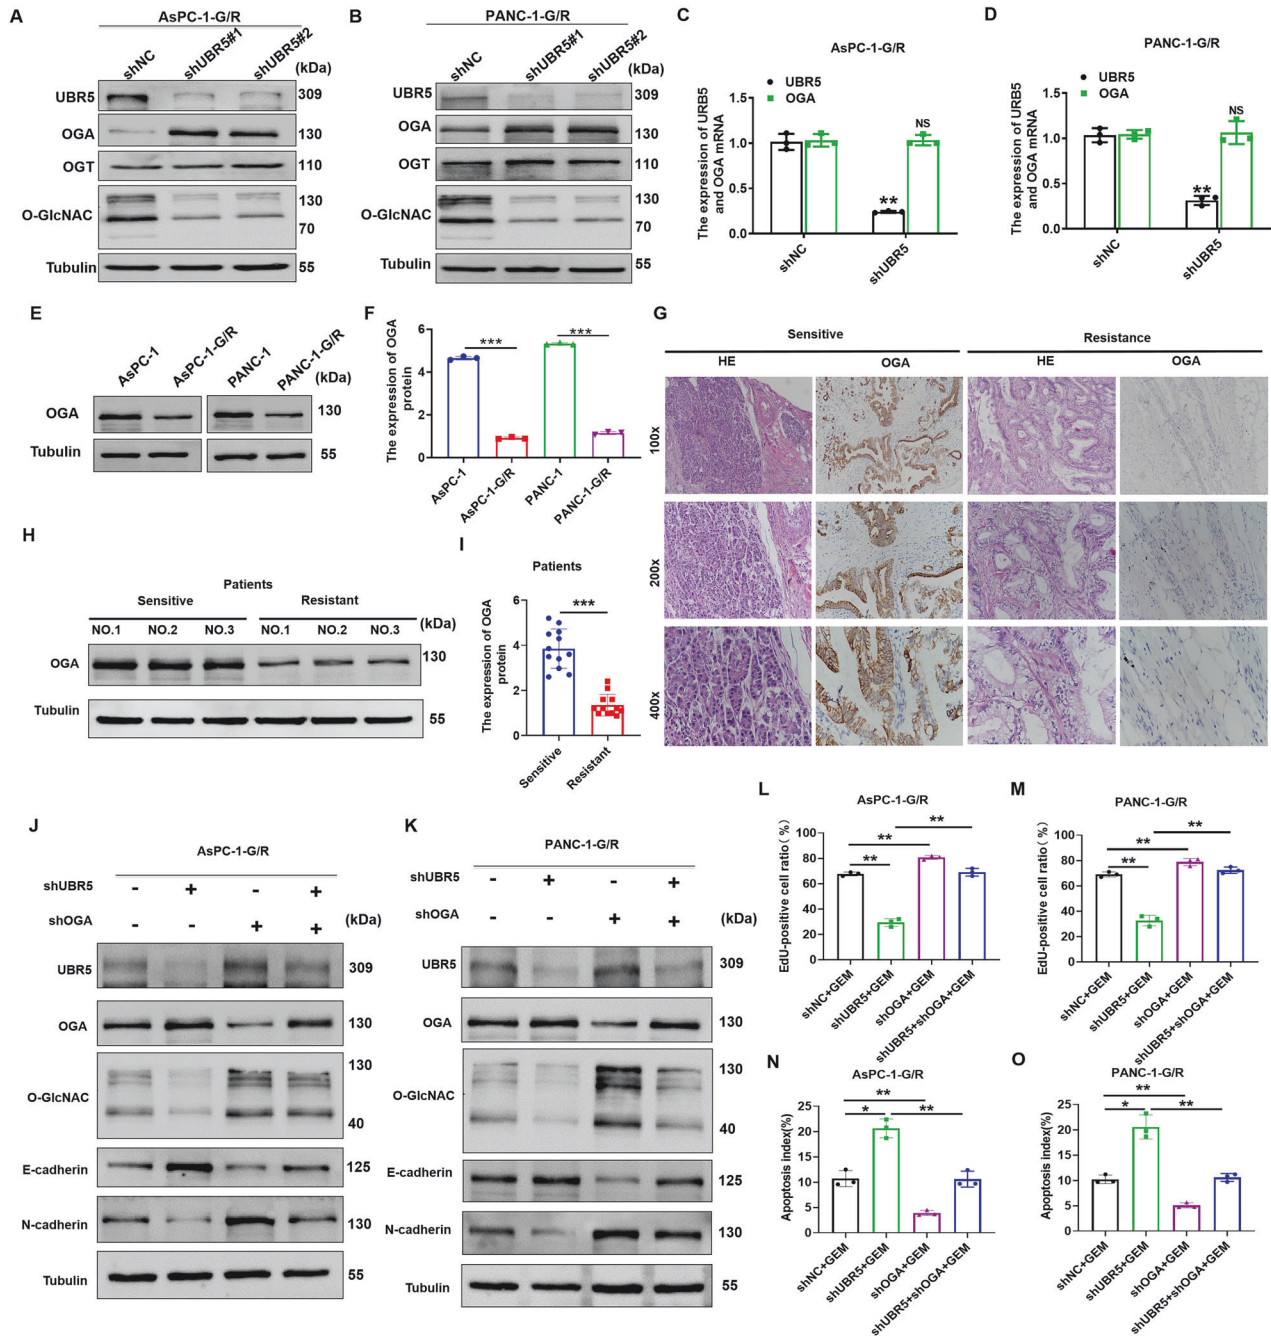 A
AsPC-1-G/R
shNC
shUBR5#1
shUBR5#2
(kDa)
UBR5
309
OGA
130
OGT
110
O-GlcNAC
130
70
Tubulin
55
B
PANC-1-G/R
shNC
shUBR5#1
shUBR5#2
(kDa)
UBR5
309
OGA
130
OGT
110
O-GlcNAC
130
70
Tubulin
55
C
AsPC-1-G/R
UBR5
OGA
The expression of URB5
and OGA mRNA
1.5
1.0
0.5
0.0
**
NS
shNC
shUBR5
D
PANC-1-G/R
UBR5
OGA
The expression of URB5
and OGA mRNA
1.5
1.0
0.5
0.0
**
NS
shNC
shUBR5
E
AsPC-1
AsPC-1-G/R
PANC-1
PANC-1-G/R
(kDa)
OGA
130
Tubulin
55
F
The expression of OGA
protein
6
4
2
0
***
***
AsPC-1
AsPC-1-G/R
PANC-1
PANC-1-G/R
G
Sensitive
Resistance
HE
OGA
HE
OGA
100x
200x
400x
H
Patients
Sensitive
Resistant
NO.1
NO.2
NO.3
NO.1
NO.2
NO.3
(kDa)
OGA
130
Tubulin
55
I
Patients
The expression of OGA
protein
6
4
2
0
***
Sensitive
Resistant
J
AsPC-1-G/R
shUBR5
- + - +
shOGA
- - + +
(kDa)
UBR5
309
OGA
130
O-GlcNAC
130
40
E-cadherin
125
N-cadherin
130
Tubulin
55
K
PANC-1-G/R
shUBR5
- + - +
shOGA
- - + +
(kDa)
UBR5
309
OGA
130
O-GlcNAC
130
40
E-cadherin
125
N-cadherin
130
Tubulin
55
L
AsPC-1-G/R
EdU-positive cell ratio( %)
100
80
60
40
20
0
**
**
**
shNC+GEM
shUBR5+GEM
shOGA+GEM
shUBR5+shOGA+GEM
M
PANC-1-G/R
EdU-positive cell ratio( %)
100
80
60
40
20
0
**
**
**
shNC+GEM
shUBR5+GEM
shOGA+GEM
shUBR5+shOGA+GEM
N
AsPC-1-G/R
Apoptosis index(%)
25
20
15
10
5
0
**
*
**
shNC+GEM
shUBR5+GEM
shOGA+GEM
shUBR5+shOGA+GEM
O
PANC-1-G/R
Apoptosis index(%)
25
20
15
10
5
0
**
*
**
shNC+GEM
shUBR5+GEM
shOGA+GEM
shUBR5+shOGA+GEM